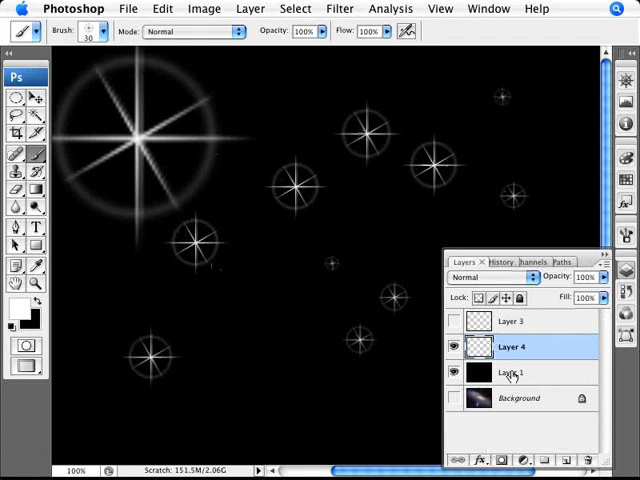 Photoshop File Edit Image Layer Select Filter Analysis View Window Help
Brush: 30 Mode: Normal Opacity: 100% Flow: 100%
Ps
Layers × History Channels Paths
Normal Opacity: 100%
Lock: Fill: 100%
Layer 3
Layer 4
Layer 1
Background
100% Scratch: 151.5M/2.06G